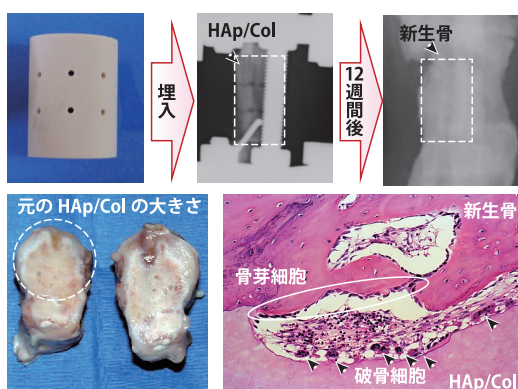 HAp/Col
埋入
12週間後
新生骨
元の HAp/Col の大きさ
新生骨
骨芽細胞
破骨細胞
HAp/Col